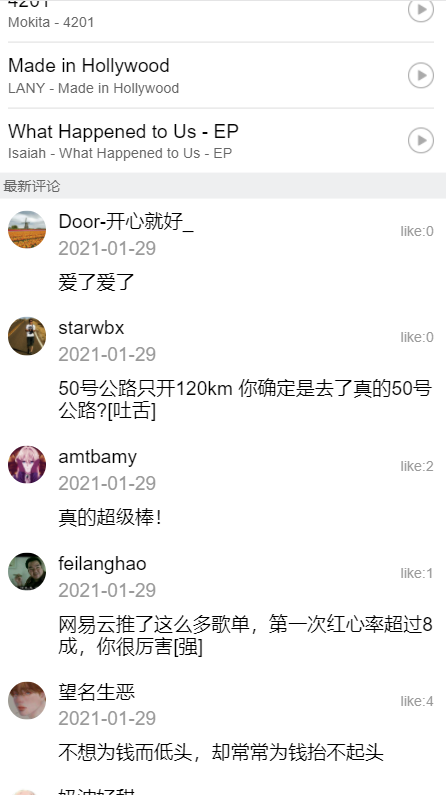 4201
Mokita - 4201
Made in Hollywood
LANY - Made in Hollywood
What Happened to Us - EP
Isaiah - What Happened to Us - EP
最新评论
Door-开心就好_
like:0
2021-01-29
爱了爱了
starwbx
like:0
2021-01-29
50号公路只开120km 你确定是去了真的50号
公路?[吐舌]
amtbamy
like:2
2021-01-29
真的超级棒！
feilanghao
like:1
2021-01-29
网易云推了这么多歌单，第一次红心率超过8
成，你很厉害[强]
望名生恶
like:4
2021-01-29
不想为钱而低头，却常常为钱抬不起头